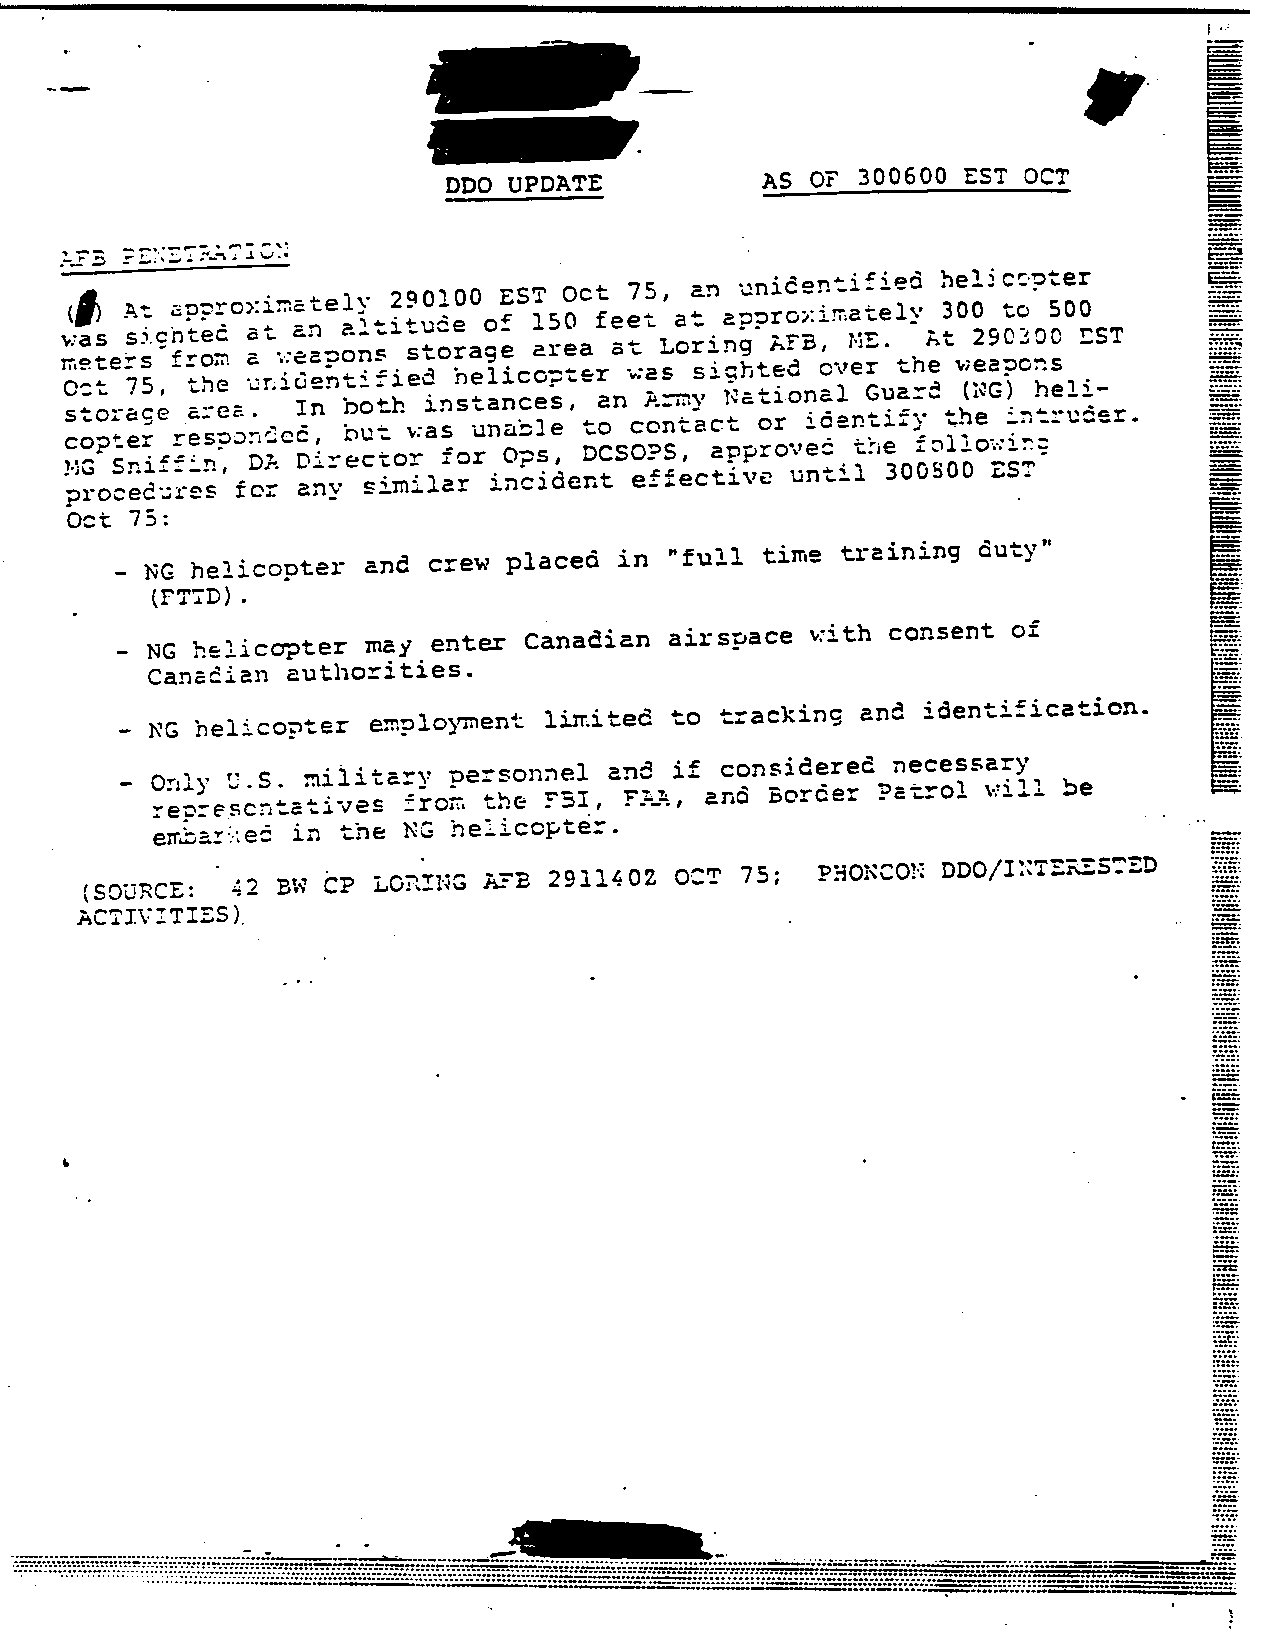 DDO UPDATE AS OF 300600 EST OCT
AFB PENETRATION
( ) At approximately 290100 EST Oct 75, an unidentified helicopter
was sighted at an altitude of 150 feet at approximately 300 to 500
meters from a weapons storage area at Loring AFB, ME. At 290300 EST
Oct 75, the unidentified helicopter was sighted over the weapons
storage area. In both instances, an Army National Guard (NG) heli-
copter responded, but was unable to contact or identify the intruder.
MG Sniffin, DA Director for Ops, DCSOPS, approved the following
procedures for any similar incident effective until 300800 EST
Oct 75:
- NG helicopter and crew placed in "full time training duty"
(FTTD).
- NG helicopter may enter Canadian airspace with consent of
Canadian authorities.
- NG helicopter employment limited to tracking and identification.
- Only U.S. military personnel and if considered necessary
representatives from the FBI, FAA, and Border Patrol will be
embarked in the NG helicopter.
(SOURCE: 42 BW CP LORING AFB 291140Z OCT 75; PHONCON DDO/INTERESTED
ACTIVITIES).